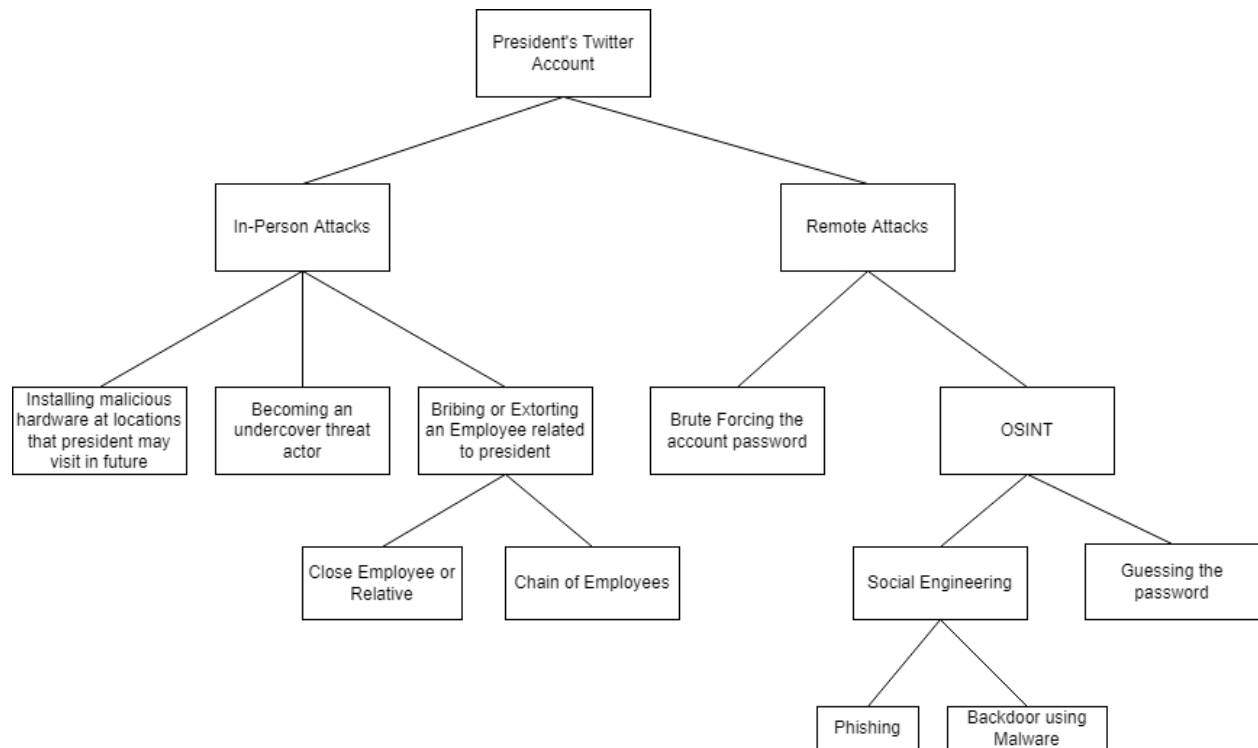 President's Twitter
Account
In-Person Attacks
Remote Attacks
Installing malicious
hardware at locations
that president may
visit in future
Becoming an
undercover threat
actor
Bribing or Extorting
an Employee related
to president
Brute Forcing the
account password
OSINT
Close Employee or
Relative
Chain of Employees
Social Engineering
Guessing the
password
Phishing
Backdoor using
Malware